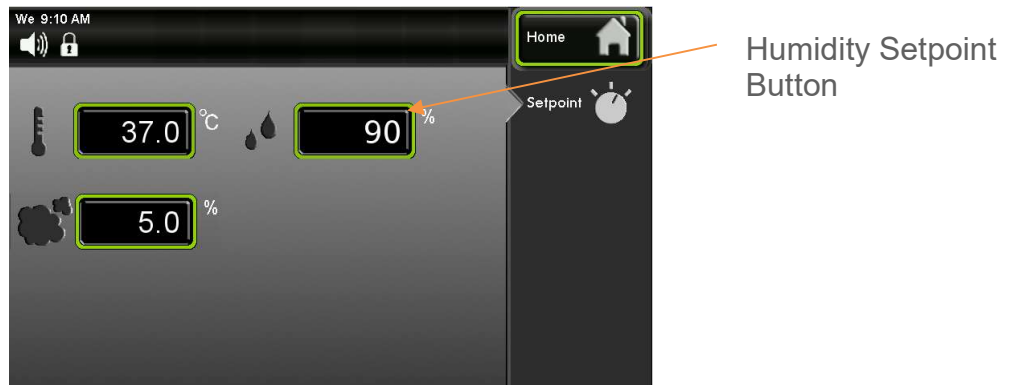 We 9:10 AM
Home
Humidity Setpoint
Button
Setpoint
37.0 °C
90 %
5.0 %